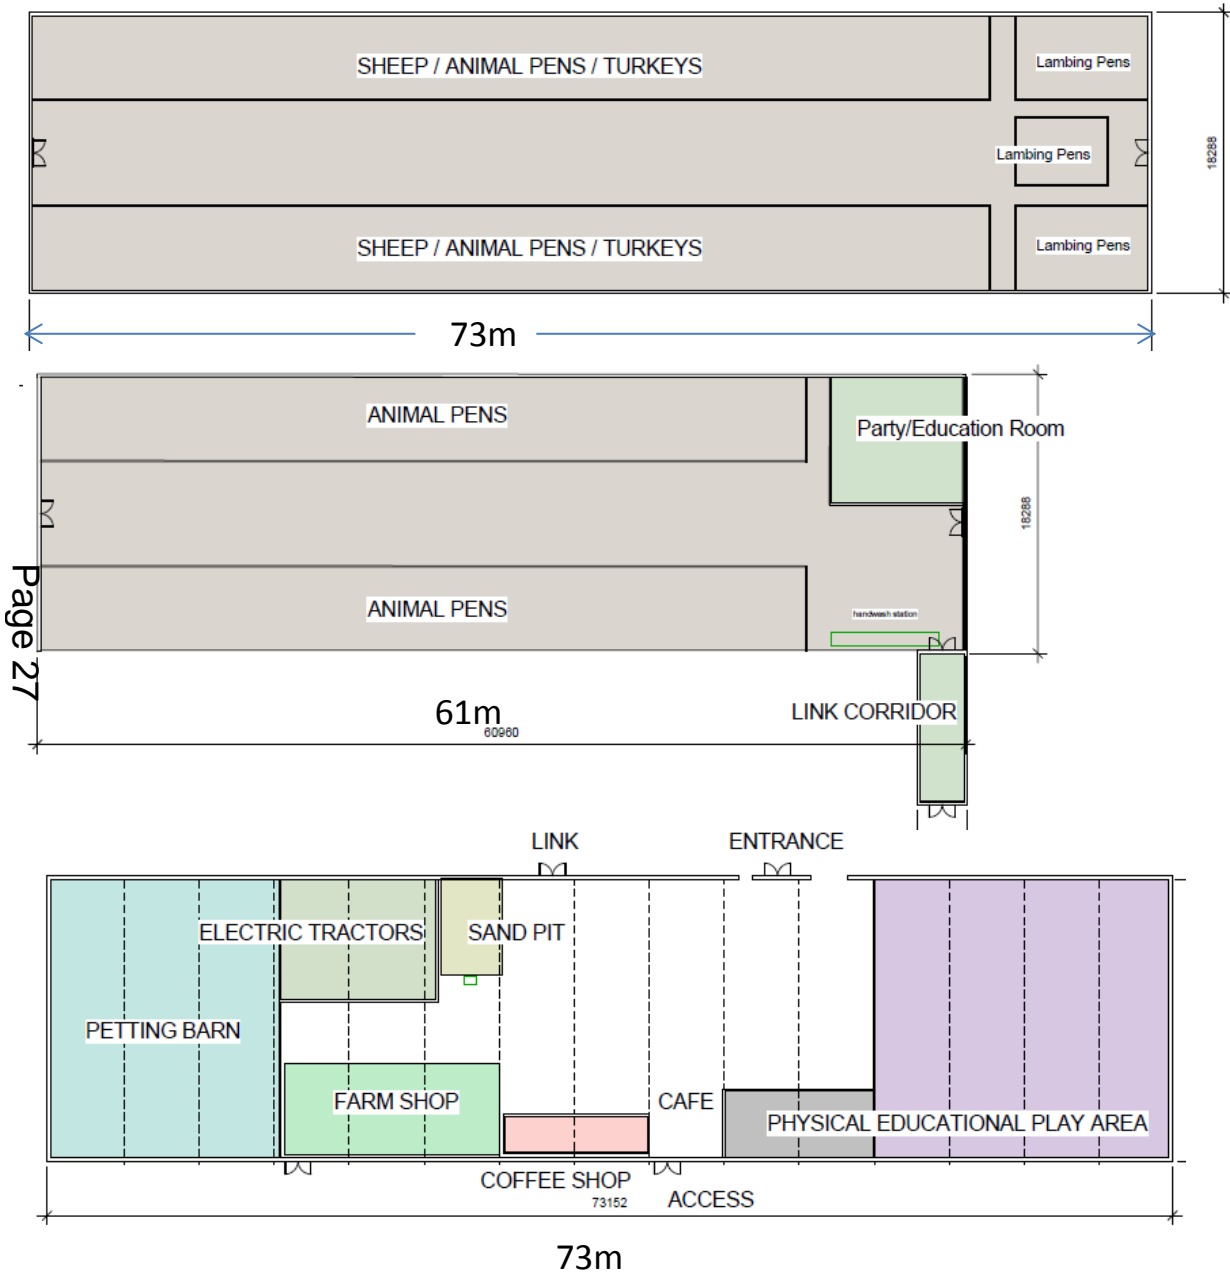 SHEEP / ANIMAL PENS / TURKEYS
Lambing Pens
Lambing Pens
18288
SHEEP / ANIMAL PENS / TURKEYS
Lambing Pens
73m
ANIMAL PENS
Party/Education Room
18288
ANIMAL PENS
handwash station
Page 27
61m
60960
LINK CORRIDOR
LINK
ENTRANCE
ELECTRIC TRACTORS
SAND PIT
PETTING BARN
FARM SHOP
CAFE
PHYSICAL EDUCATIONAL PLAY AREA
COFFEE SHOP
73152
ACCESS
73m